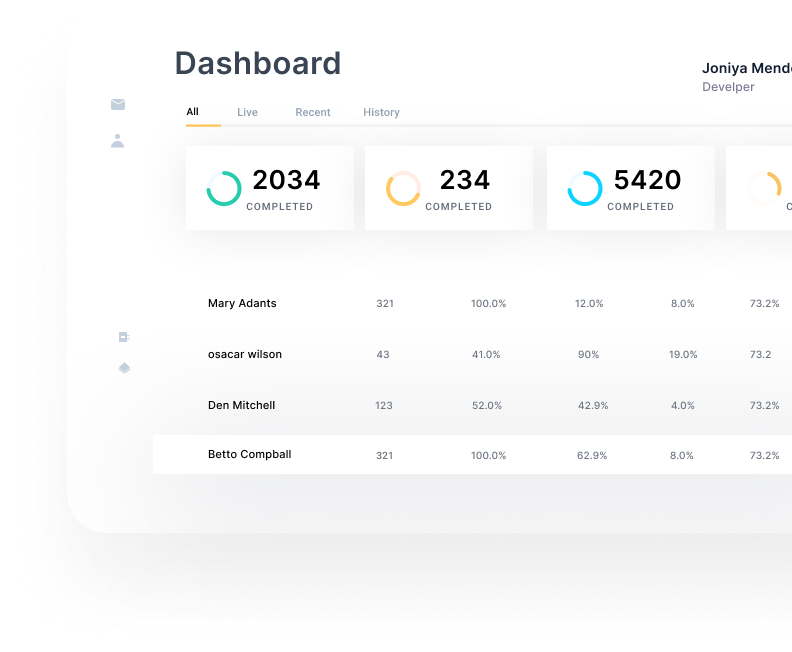 Dashboard
Joniya Mend
Develper
All Live Recent History
2034 234 5420
COMPLETED COMPLETED COMPLETED
Mary Adants 321 100.0% 12.0% 8.0% 73.2%
osacar wilson 43 41.0% 90% 19.0% 73.2
Den Mitchell 123 52.0% 42.9% 4.0% 73.2%
Betto Compball 321 100.0% 62.9% 8.0% 73.2%